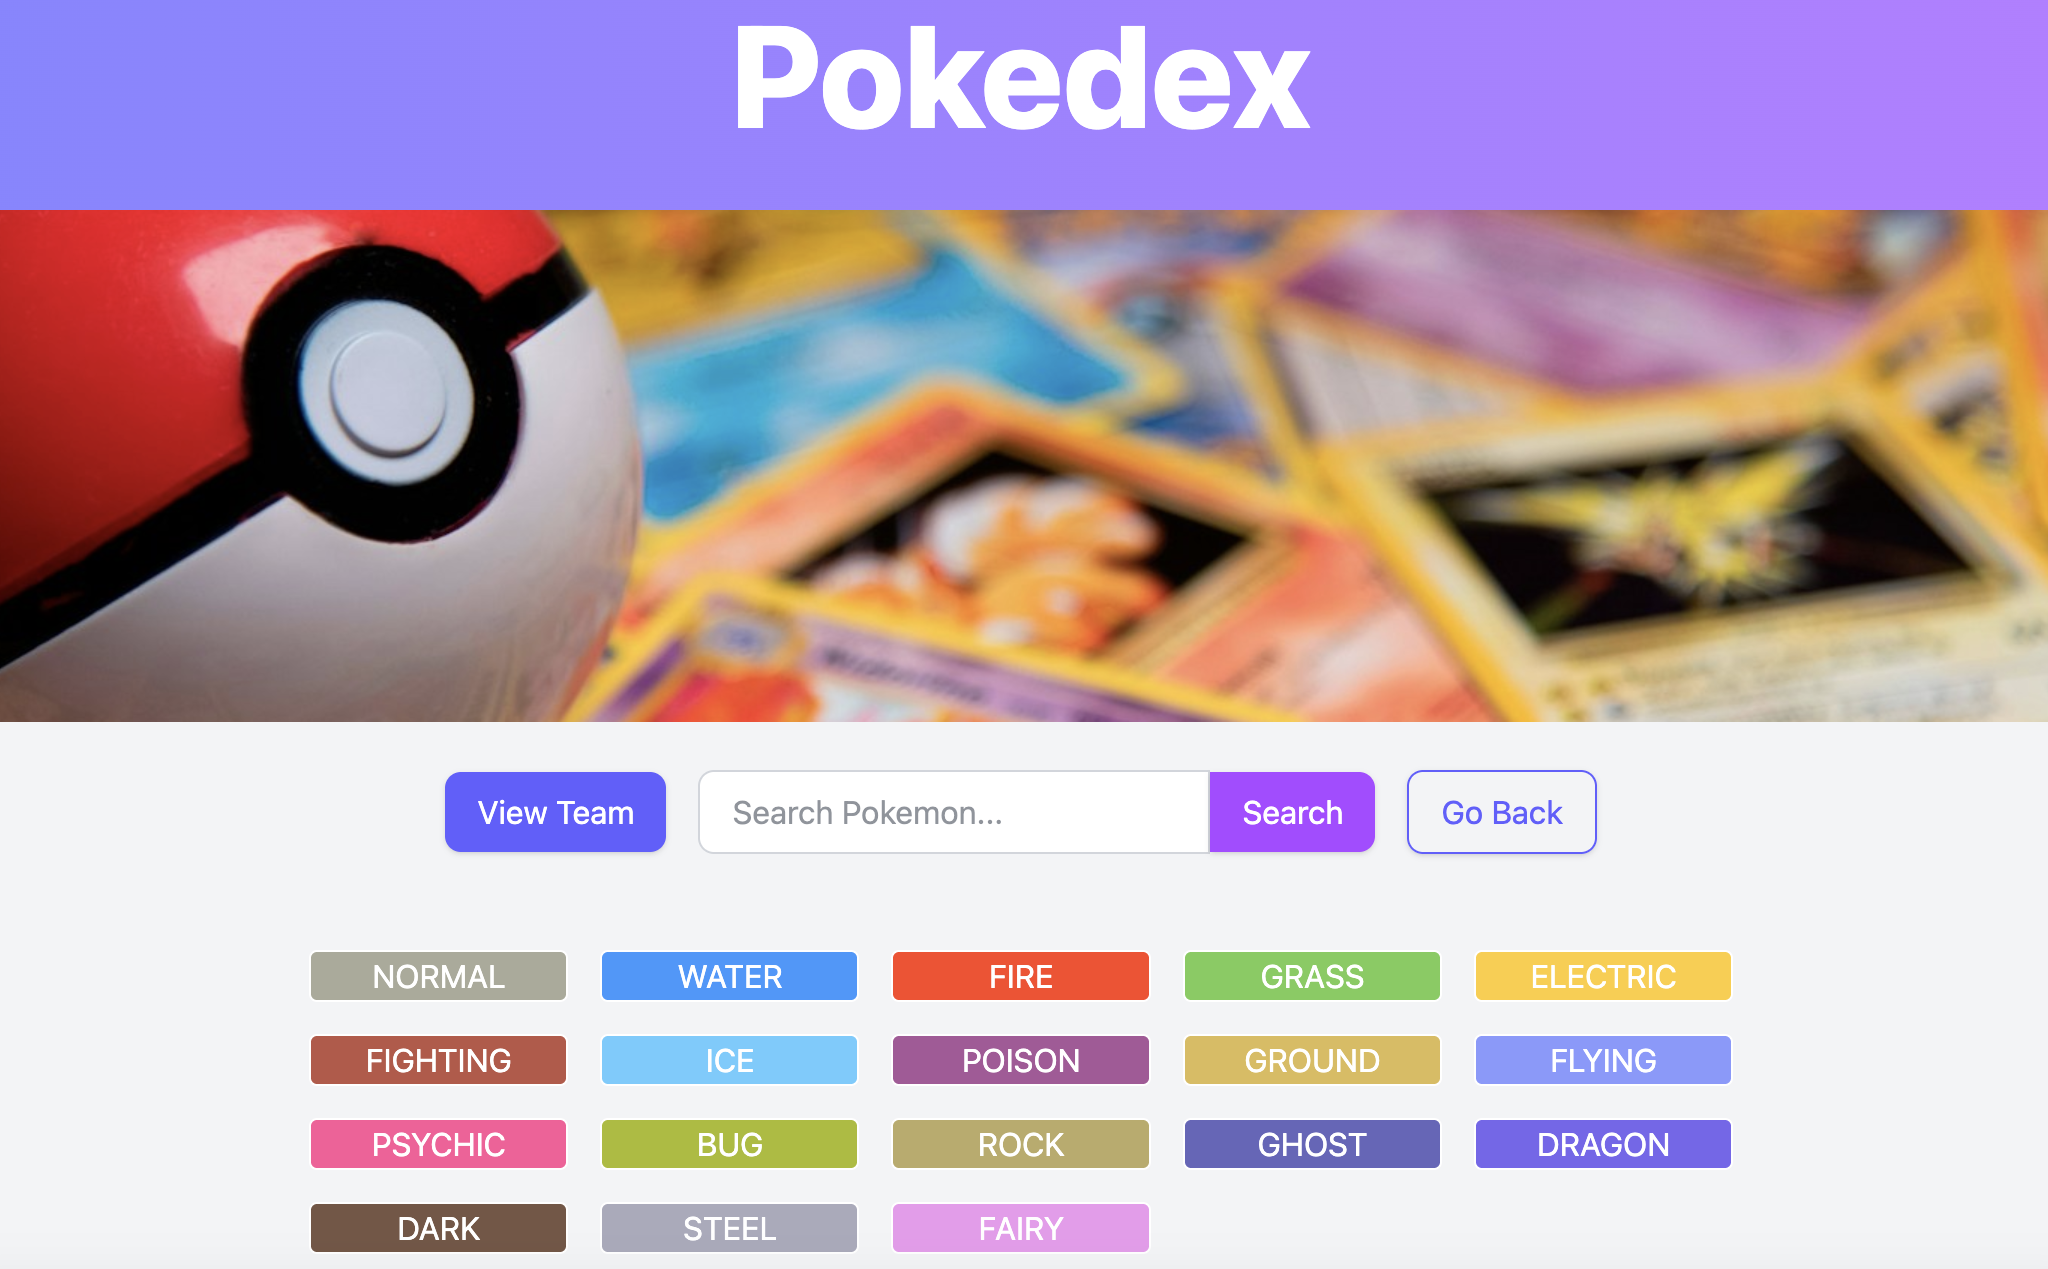 Pokedex
View Team
Search Pokemon...
Search
Go Back
NORMAL
WATER
FIRE
GRASS
ELECTRIC
FIGHTING
ICE
POISON
GROUND
FLYING
PSYCHIC
BUG
ROCK
GHOST
DRAGON
DARK
STEEL
FAIRY